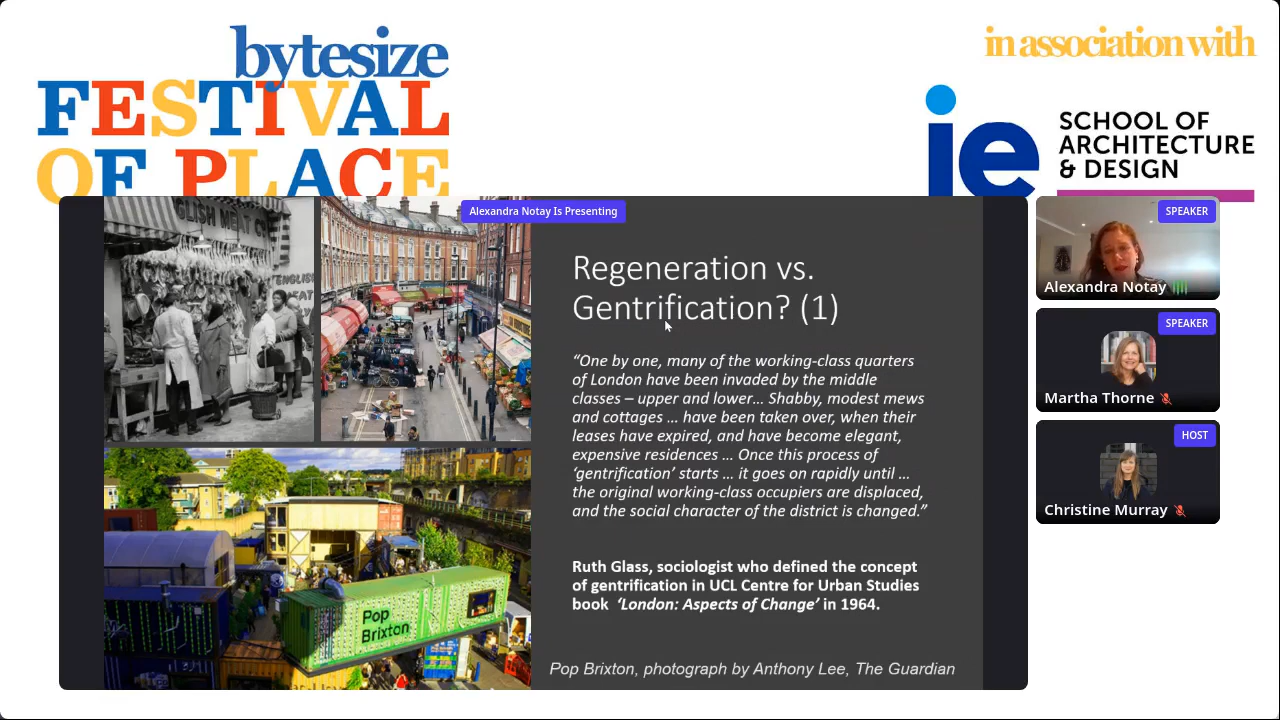 bytesize
FESTIVAL
OF PLACE
in association with
ie
SCHOOL OF
ARCHITECTURE
& DESIGN
Alexandra Notay Is Presenting
GLISH MEAT
ENGLISH
Pop
Brixton
Regeneration vs.
Gentrification? (1)
“One by one, many of the working-class quarters
of London have been invaded by the middle
classes – upper and lower… Shabby, modest mews
and cottages … have been taken over, when their
leases have expired, and have become elegant,
expensive residences … Once this process of
‘gentrification’ starts … it goes on rapidly until …
the original working-class occupiers are displaced,
and the social character of the district is changed.”
Ruth Glass, sociologist who defined the concept
of gentrification in UCL Centre for Urban Studies
book ‘London: Aspects of Change’ in 1964.
Pop Brixton, photograph by Anthony Lee, The Guardian
SPEAKER
Alexandra Notay
SPEAKER
Martha Thorne
HOST
Christine Murray